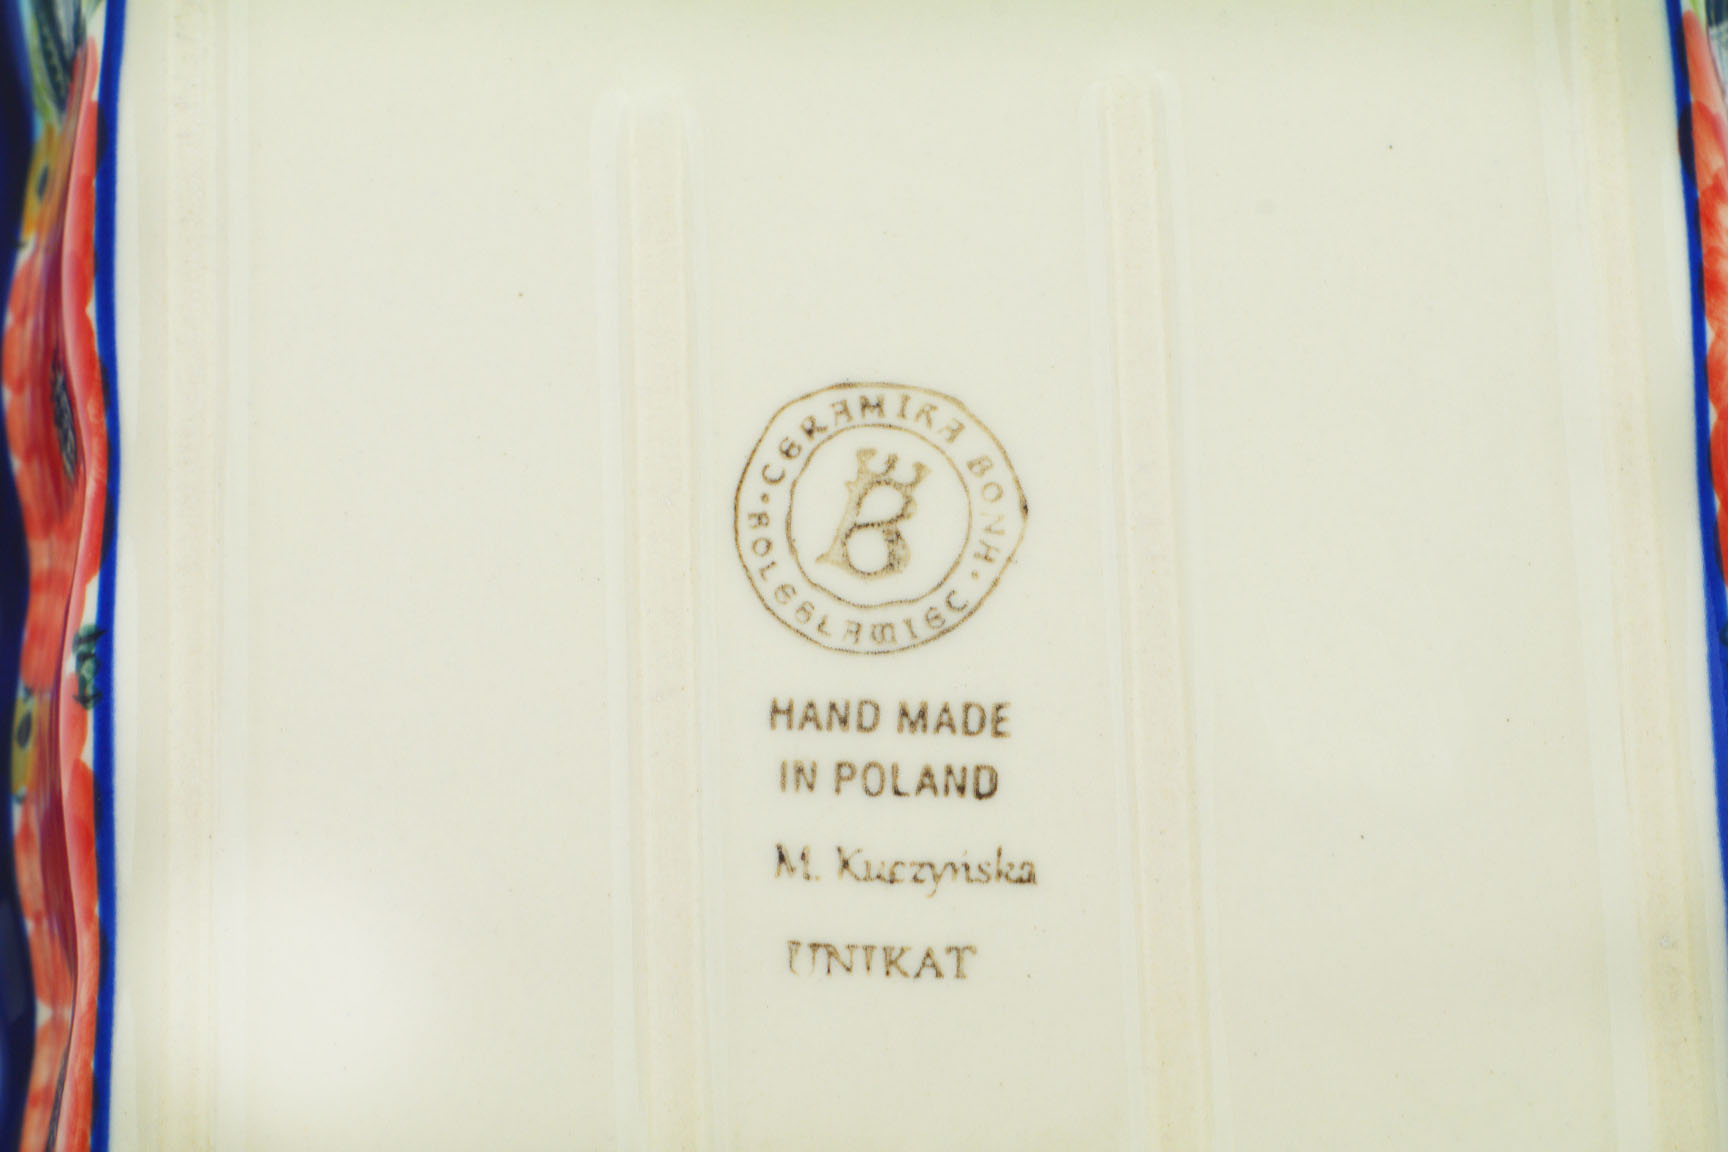 CERAMIKA BONA
BOLESŁAWIEC
B
HAND MADE
IN POLAND
M. Kuczyńska
UNIKAT